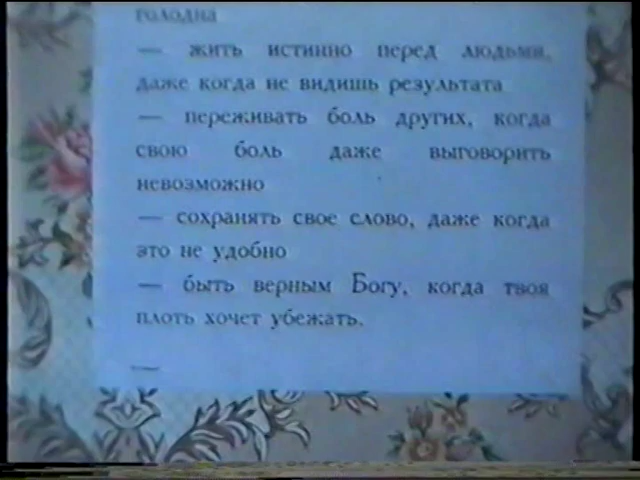 голодна
— жить истинно перед людьми,
даже когда не видишь результата
— переживать боль других, когда
свою боль даже выговорить
невозможно
— сохранять свое слово, даже когда
это не удобно
— быть верным Богу, когда твоя
плоть хочет убежать.
—